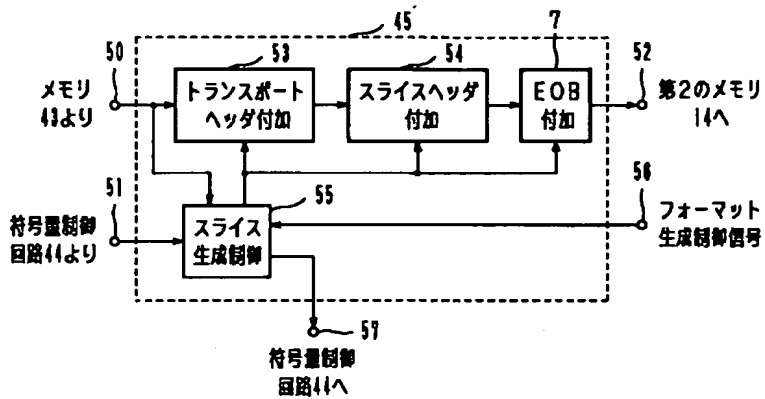 45
50
53
54
7
52
メモリ
43より
トランスポート
ヘッダ付加
スライスヘッダ
付加
EOB
付加
第2のメモリ
14へ
51
55
56
符号量制御
回路44より
スライス
生成制御
フォーマット
生成制御信号
57
符号量制御
回路44へ